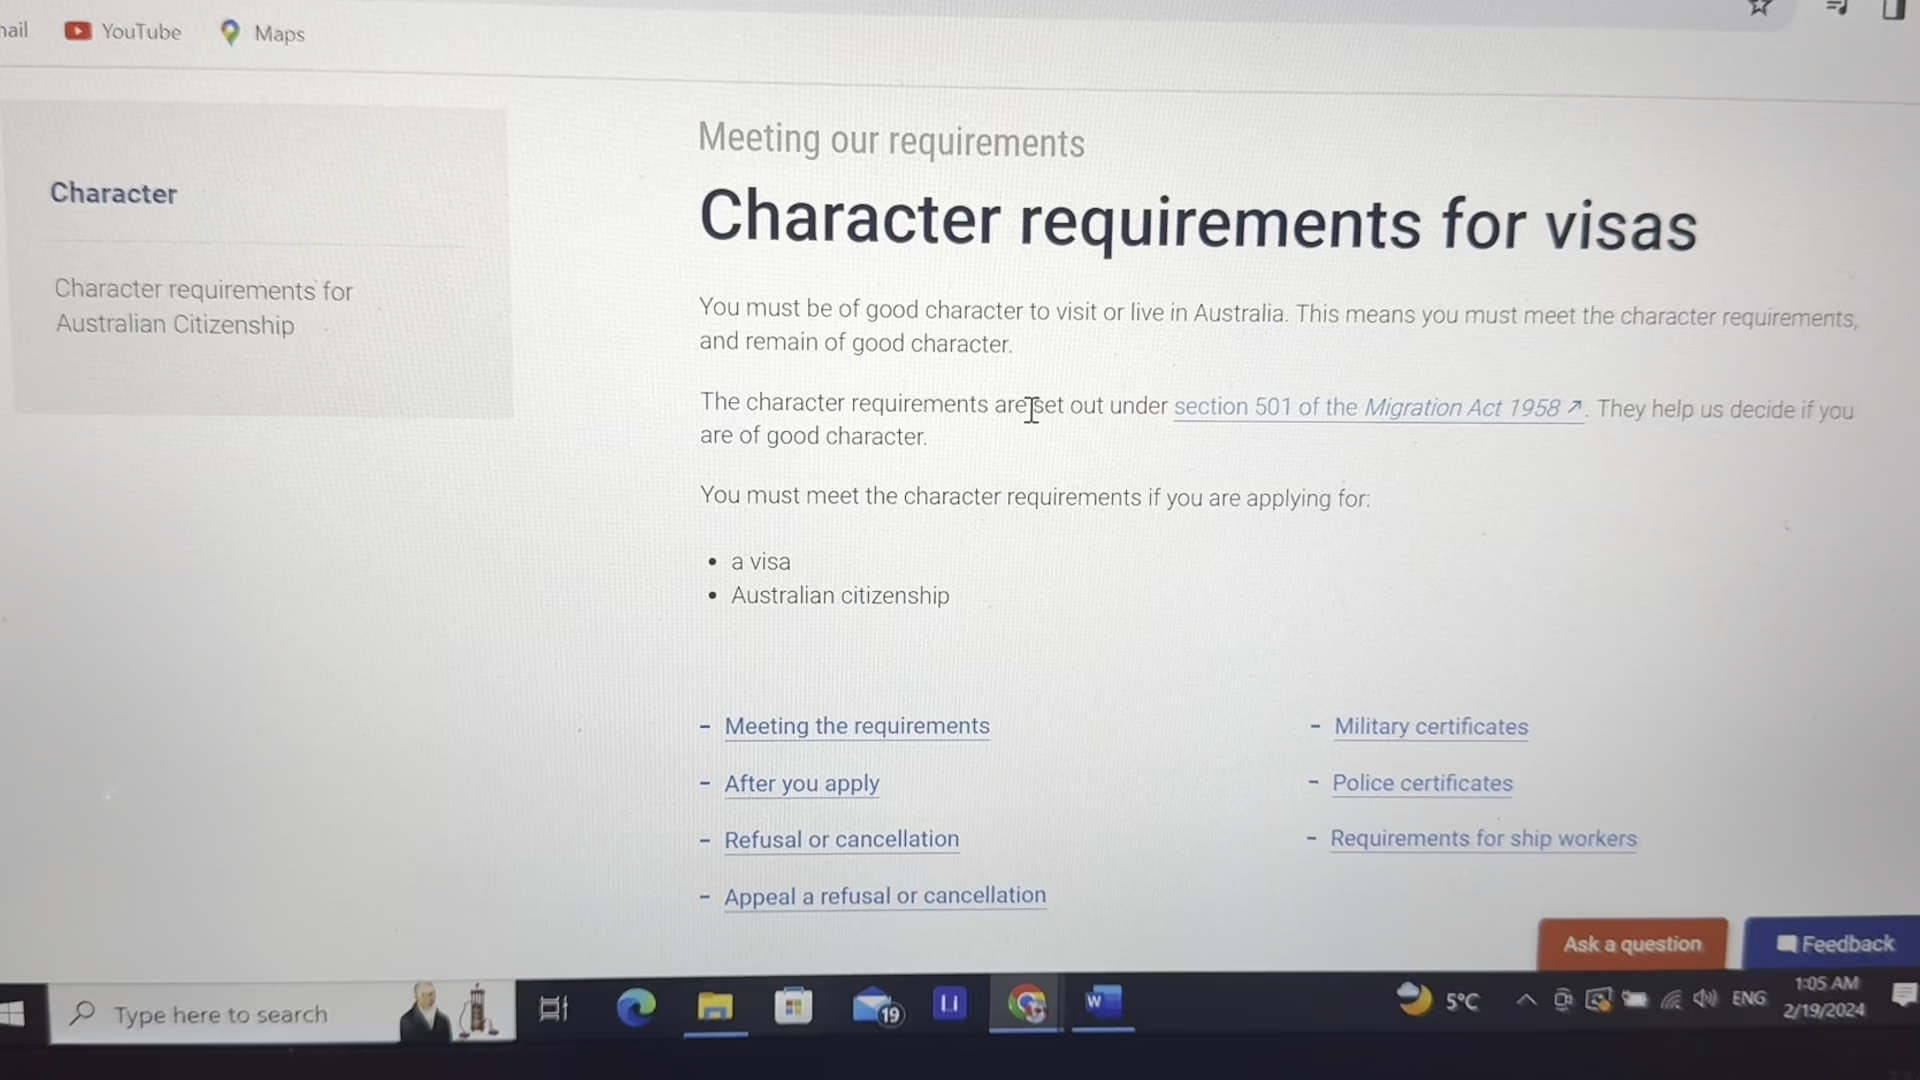 YouTube
Maps
Character
Character requirements for
Australian Citizenship
Meeting our requirements
Character requirements for visas
You must be of good character to visit or live in Australia. This means you must meet the character requirements,
and remain of good character.
The character requirements are set out under section 501 of the Migration Act 1958 ↗. They help us decide if you
are of good character.
You must meet the character requirements if you are applying for:
• a visa
• Australian citizenship
– Meeting the requirements
– After you apply
– Refusal or cancellation
– Appeal a refusal or cancellation
– Military certificates
– Police certificates
– Requirements for ship workers
Ask a question
Feedback
Type here to search
19
LI
W
5°C
ENG
1:05 AM
2/19/2024